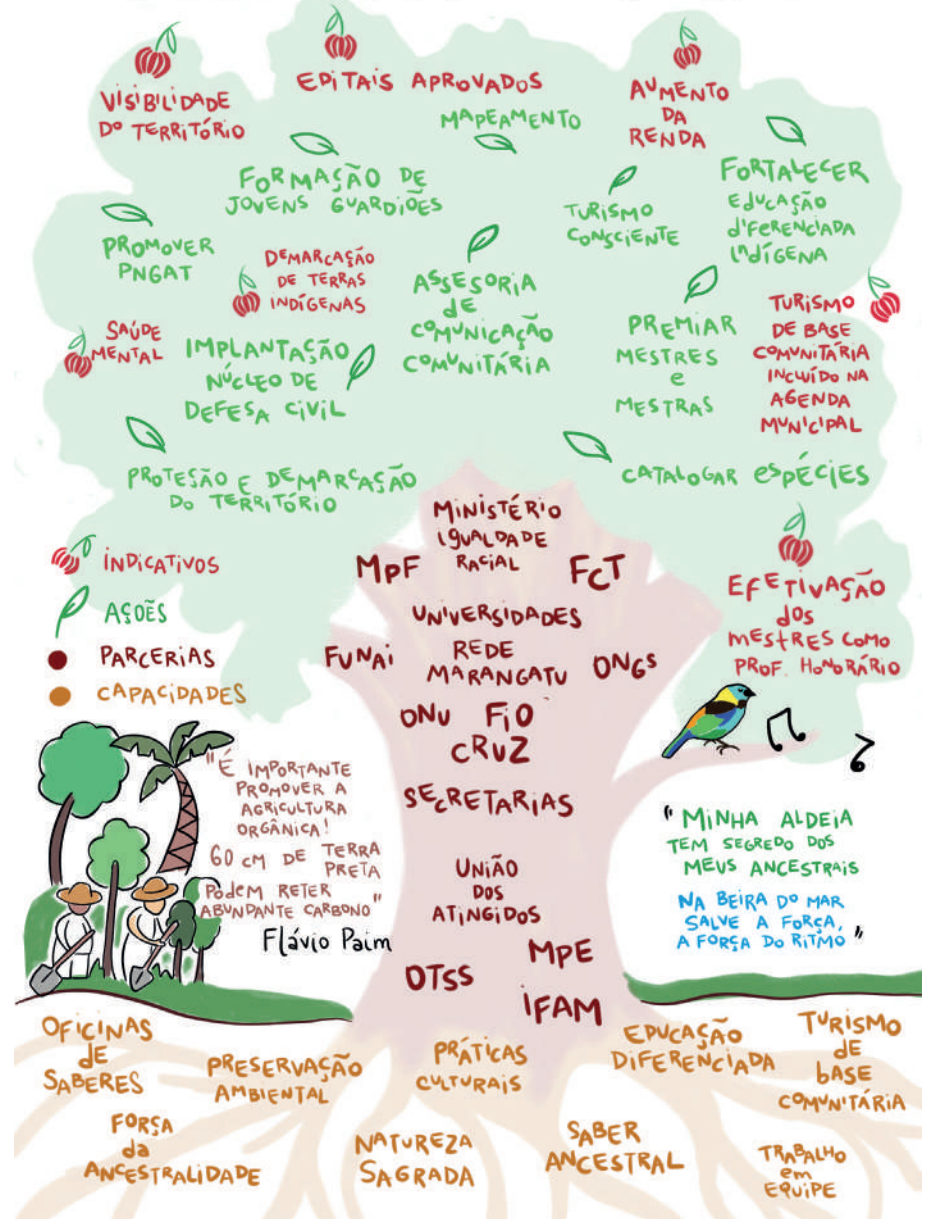 VISIBILIDADE
DO TERRITÓRIO
EDITAIS APROVADOS
MAPEAMENTO
AUMENTO
DA
RENDA
FORMAÇÃO DE
JOVENS GUARDIÕES
TURISMO
CONSCIENTE
FORTALECER
EDUCAÇÃO
DIFERENCIADA
INDÍGENA
PROMOVER
PNGAT
DEMARCAÇÃO
DE TERRAS
INDÍGENAS
ASSESORIA
DE
COMUNICAÇÃO
COMUNITÁRIA
SAÚDE
MENTAL
IMPLANTAÇÃO
NÚCLEO DE
DEFESA CIVIL
PREMIAR
MESTRES
e
MESTRAS
TURISMO
DE BASE
COMUNITÁRIA
INCLUÍDO NA
AGENDA
MUNICIPAL
PROTEÇÃO E DEMARCAÇÃO
DO TERRITÓRIO
CATALOGAR ESPÉCIES
MINISTÉRIO
IGUALDADE
RACIAL
MPF
FCT
UNIVERSIDADES
FUNAI
REDE
MARANGATU
ONGs
ONU
FIO
CRUZ
SECRETARIAS
UNIÃO
DOS
ATINGIDOS
OTSS
MPE
IFAM
INDICATIVOS
AÇÕES
PARCERIAS
CAPACIDADES
EFETIVAÇÃO
dos
MESTRES COMO
PROF. HONORÁRIO
"É IMPORTANTE
PROMOVER A
AGRICULTURA
ORGÂNICA!
60 CM DE TERRA
PRETA
PODEM RETER
ABUNDANTE CARBONO"
Flávio Paim
"MINHA ALDEIA
TEM SEGREDO DOS
MEUS ANCESTRAIS
NA BEIRA DO MAR
SALVE A FORÇA,
A FORÇA DO RITMO"
OFICINAS
DE
SABERES
PRESERVAÇÃO
AMBIENTAL
PRÁTICAS
CULTURAIS
EDUCAÇÃO
DIFERENCIADA
TURISMO
DE
BASE
COMUNITÁRIA
FORÇA
da
ANCESTRALIDADE
NATUREZA
SAGRADA
SABER
ANCESTRAL
TRABALHO
em
EQUIPE